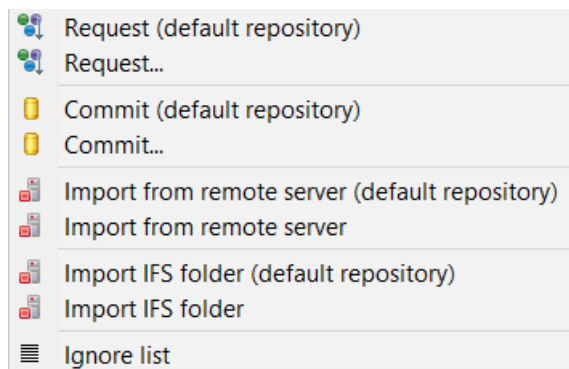 Request (default repository)
Request...
Commit (default repository)
Commit...
Import from remote server (default repository)
Import from remote server
Import IFS folder (default repository)
Import IFS folder
Ignore list